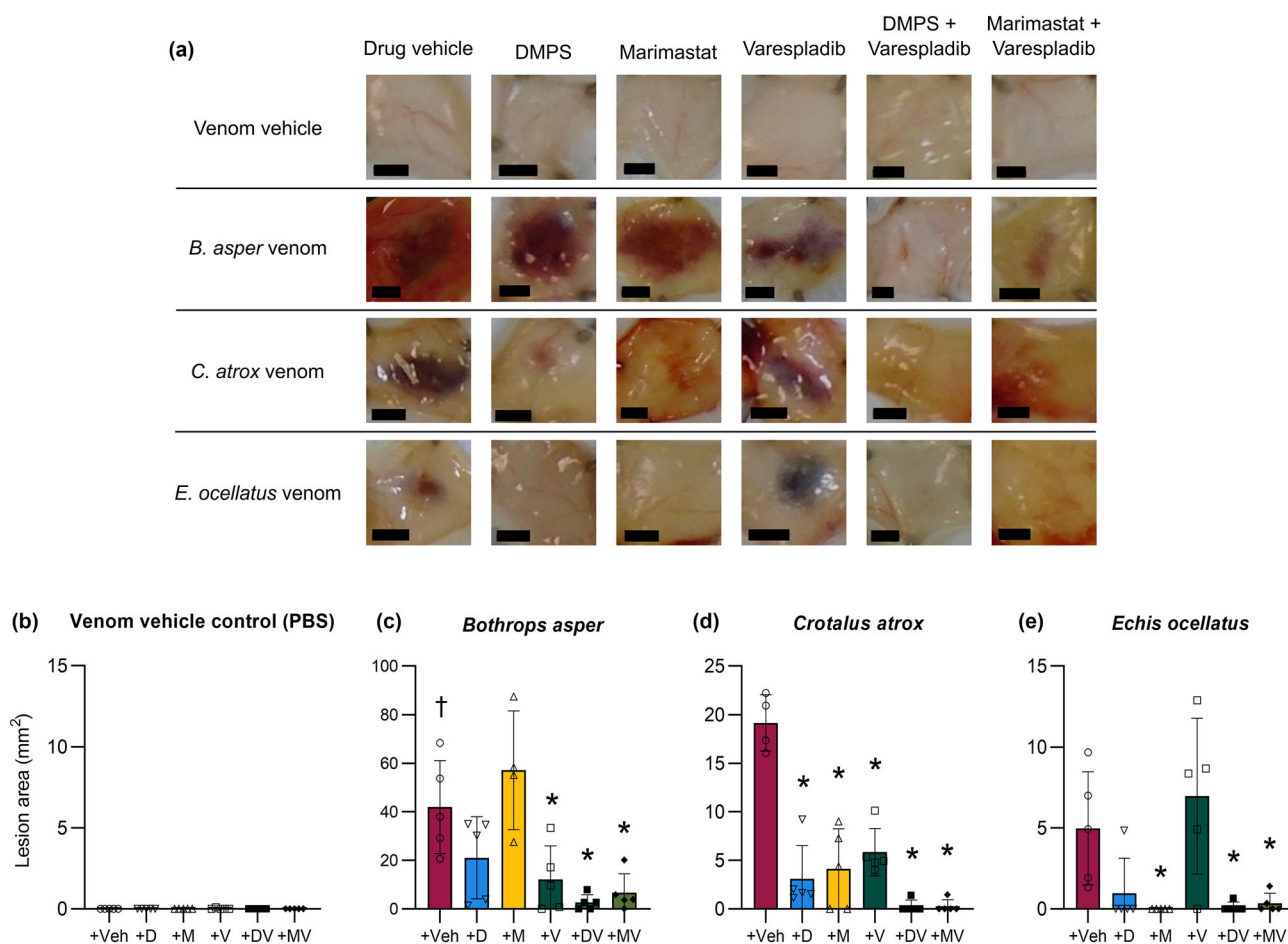 (a)
Drug vehicle
DMPS
Marimastat
Varespladib
DMPS +
Varespladib
Marimastat +
Varespladib
Venom vehicle
B. asper venom
C. atrox venom
E. ocellatus venom
(b) Venom vehicle control (PBS)
Lesion area (mm²)
15
10
5
0
+Veh +D +M +V +DV +MV
(c) Bothrops asper
100
80
60
40
20
0
†
*
*
*
+Veh +D +M +V +DV +MV
(d) Crotalus atrox
25
20
15
10
5
0
*
*
*
*
*
+Veh +D +M +V +DV +MV
(e) Echis ocellatus
15
10
5
0
*
*
*
+Veh +D +M +V +DV +MV